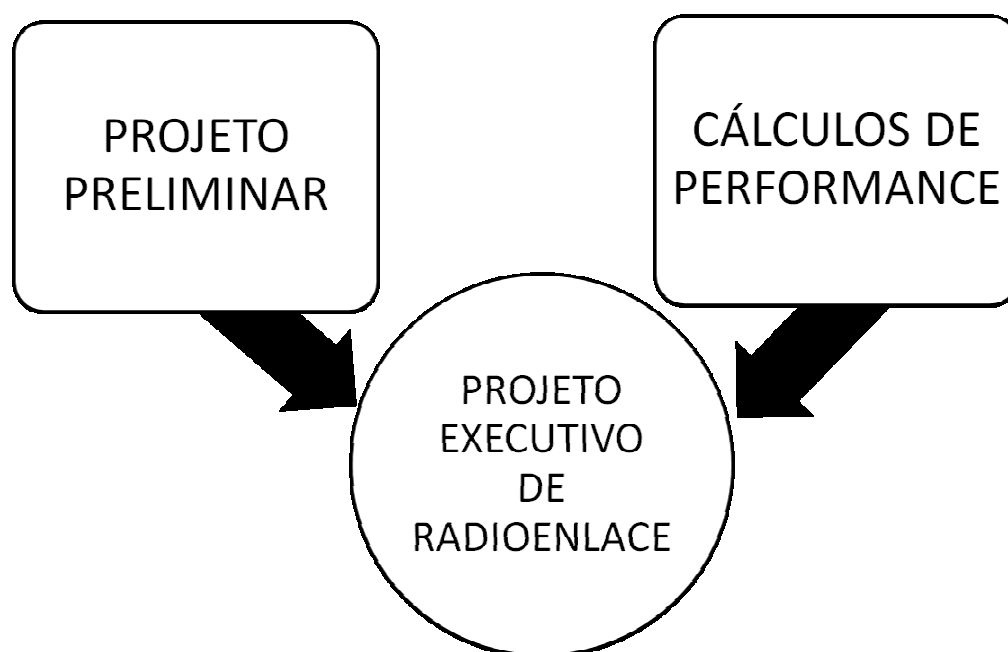 PROJETO
PRELIMINAR
CÁLCULOS DE
PERFORMANCE
PROJETO
EXECUTIVO
DE
RADIOENLACE